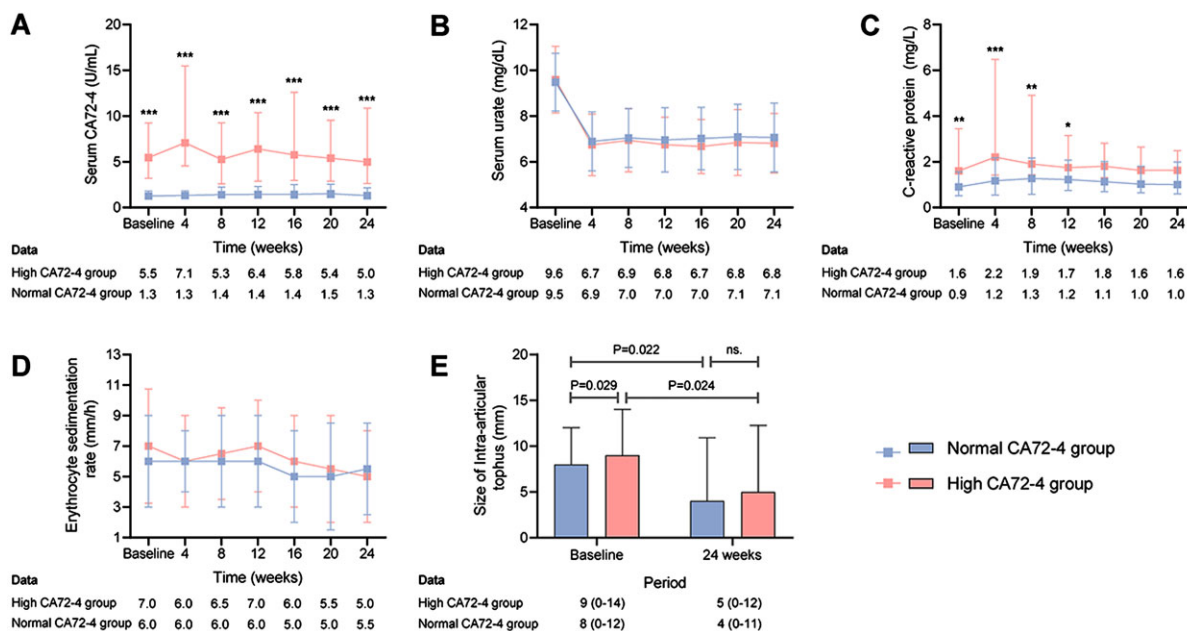 A
Serum CA72-4 (U/mL)
20
15
10
5
0
*** *** *** *** *** *** ***
Baseline 4 8 12 16 20 24
Time (weeks)
Data
High CA72-4 group 5.5 7.1 5.3 6.4 5.8 5.4 5.0
Normal CA72-4 group 1.3 1.3 1.4 1.4 1.4 1.5 1.3
B
Serum urate (mg/dL)
12
10
8
6
4
Baseline 4 8 12 16 20 24
Time (weeks)
Data
High CA72-4 group 9.6 6.7 6.9 6.8 6.7 6.8 6.8
Normal CA72-4 group 9.5 6.9 7.0 7.0 7.0 7.1 7.1
C
C-reactive protein (mg/L)
8
6
4
2
0
** *** ** *
Baseline 4 8 12 16 20 24
Time (weeks)
Data
High CA72-4 group 1.6 2.2 1.9 1.7 1.8 1.6 1.6
Normal CA72-4 group 0.9 1.2 1.3 1.2 1.1 1.0 1.0
D
Erythrocyte sedimentation
rate (mm/h)
13
11
9
7
5
3
1
Baseline 4 8 12 16 20 24
Time (weeks)
Data
High CA72-4 group 7.0 6.0 6.5 7.0 6.0 5.5 5.0
Normal CA72-4 group 6.0 6.0 6.0 6.0 5.0 5.0 5.5
E
Size of Intra-articular
tophus (mm)
20
15
10
5
0
P=0.022 ns.
P=0.029 P=0.024
Baseline 24 weeks
Period
Data
High CA72-4 group 9 (0-14) 5 (0-12)
Normal CA72-4 group 8 (0-12) 4 (0-11)
Normal CA72-4 group
High CA72-4 group